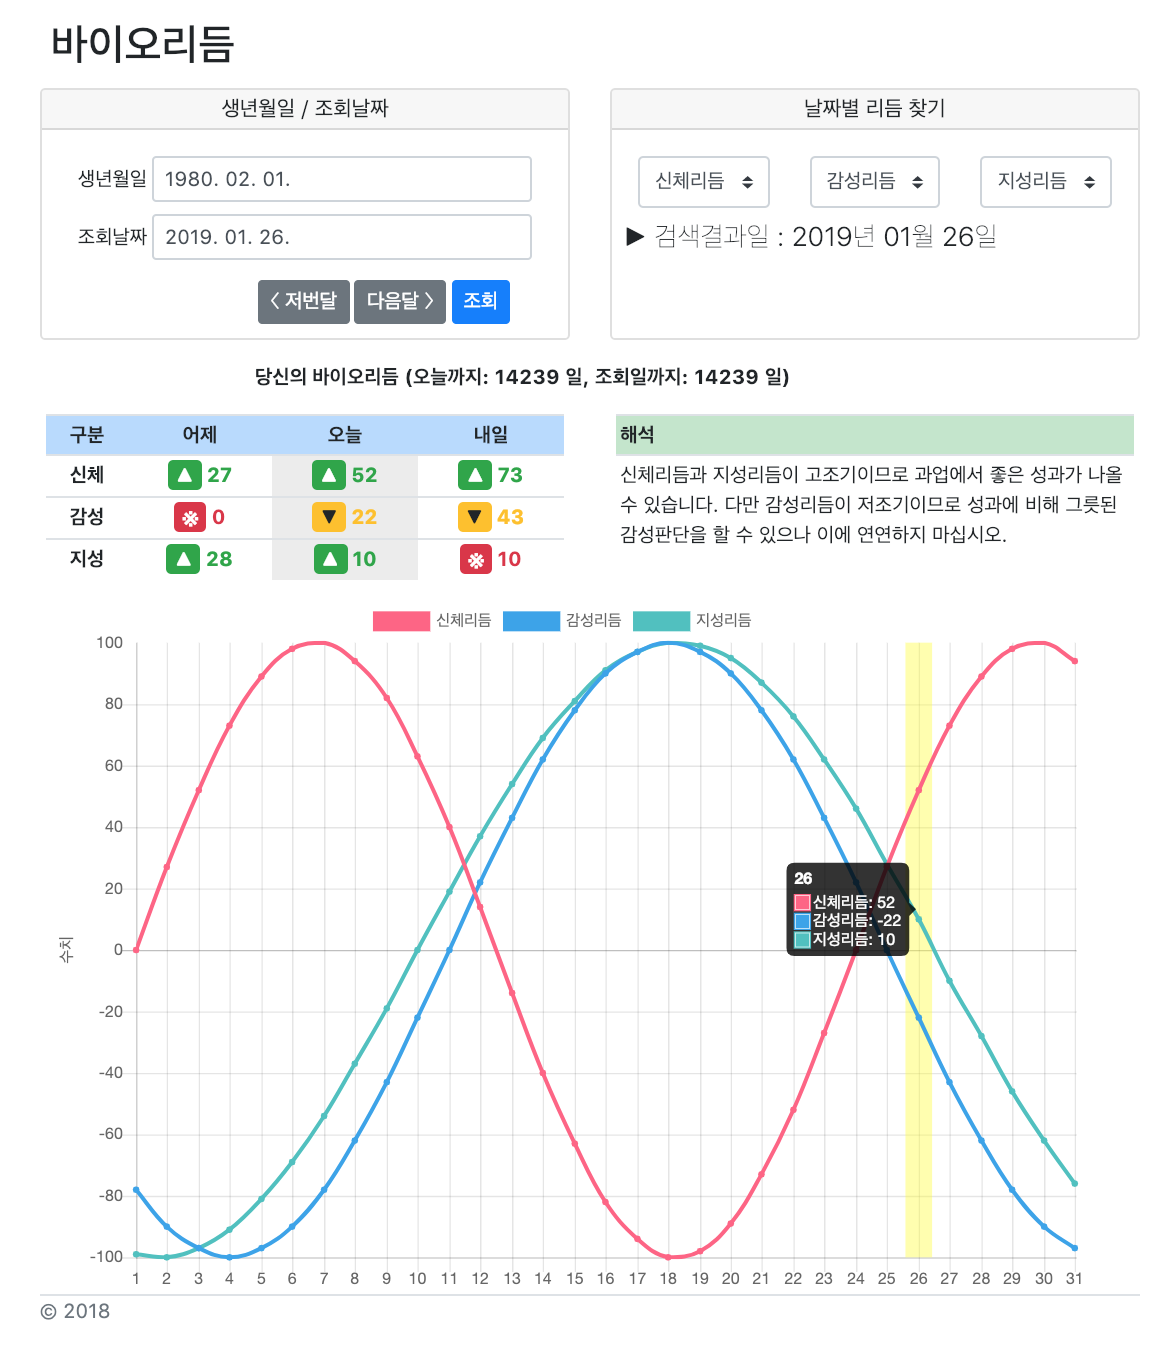 바이오리듬
생년월일 / 조회날짜
생년월일 1980. 02. 01.
조회날짜 2019. 01. 26.
〈 저번달 다음달 〉 조회
날짜별 리듬 찾기
신체리듬 감성리듬 지성리듬
▶ 검색결과일 : 2019년 01월 26일
당신의 바이오리듬 (오늘까지: 14239 일, 조회일까지: 14239 일)
구분 어제 오늘 내일
신체 ▲ 27 ▲ 52 ▲ 73
감성 ※ 0 ▼ 22 ▼ 43
지성 ▲ 28 ▲ 10 ※ 10
해석
신체리듬과 지성리듬이 고조기이므로 과업에서 좋은 성과가 나올
수 있습니다. 다만 감성리듬이 저조기이므로 성과에 비해 그릇된
감성판단을 할 수 있으나 이에 연연하지 마십시오.
신체리듬 감성리듬 지성리듬
수치
100
80
60
40
20
0
-20
-40
-60
-80
-100
26
신체리듬: 52
감성리듬: -22
지성리듬: 10
1 2 3 4 5 6 7 8 9 10 11 12 13 14 15 16 17 18 19 20 21 22 23 24 25 26 27 28 29 30 31
© 2018